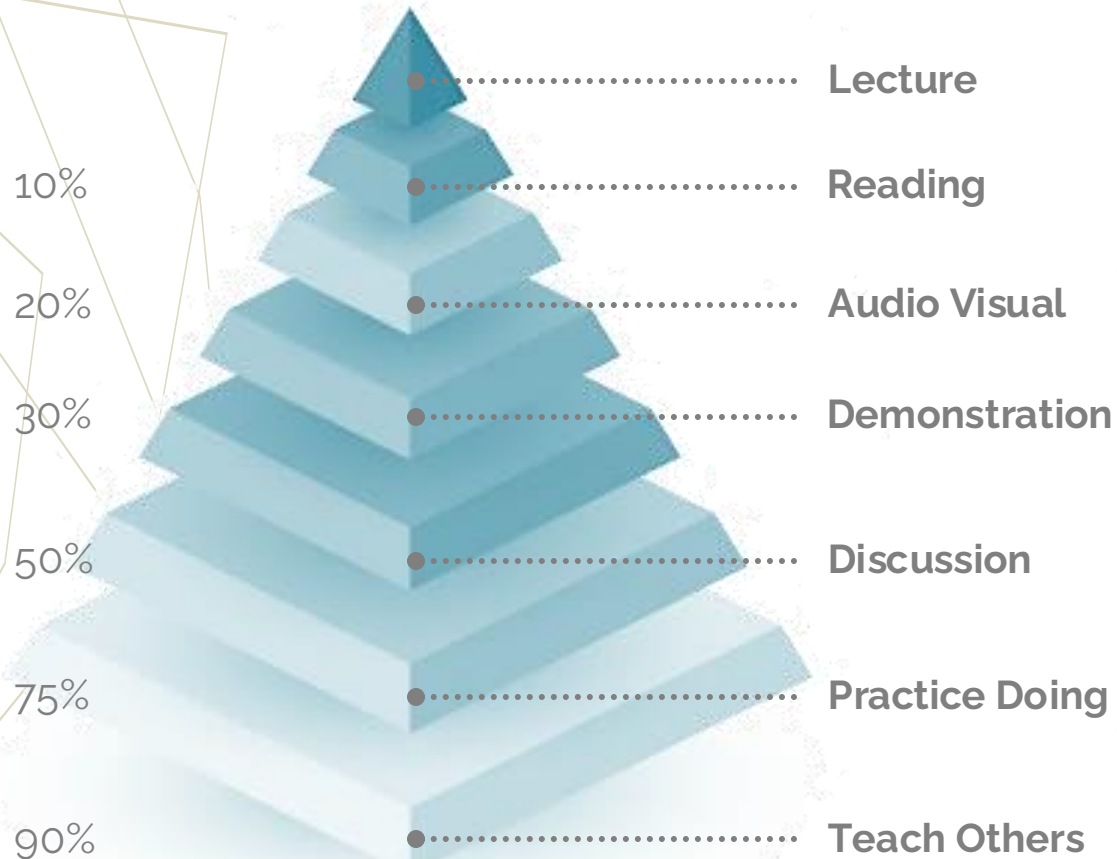 Lecture
10% Reading
20% Audio Visual
30% Demonstration
50% Discussion
75% Practice Doing
90% Teach Others